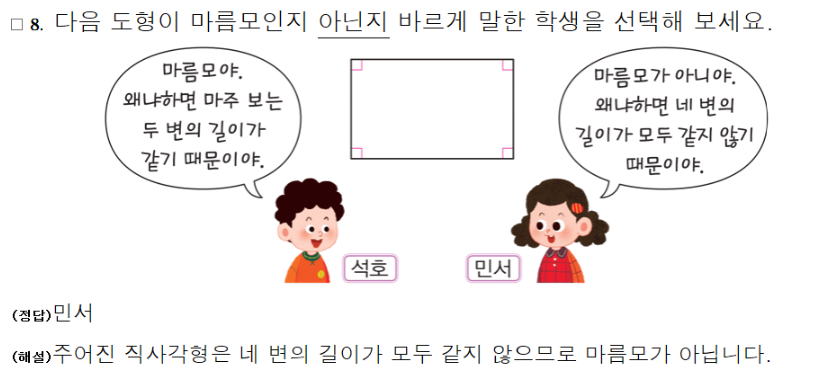 □ 8. 다음 도형이 마름모인지 아닌지 바르게 말한 학생을 선택해 보세요.
마름모야.
왜냐하면 마주 보는
두 변의 길이가
같기 때문이야.
마름모가 아니야.
왜냐하면 네 변의
길이가 모두 같지 않기
때문이야.
석호
민서
(정답)민서
(해설)주어진 직사각형은 네 변의 길이가 모두 같지 않으므로 마름모가 아닙니다.